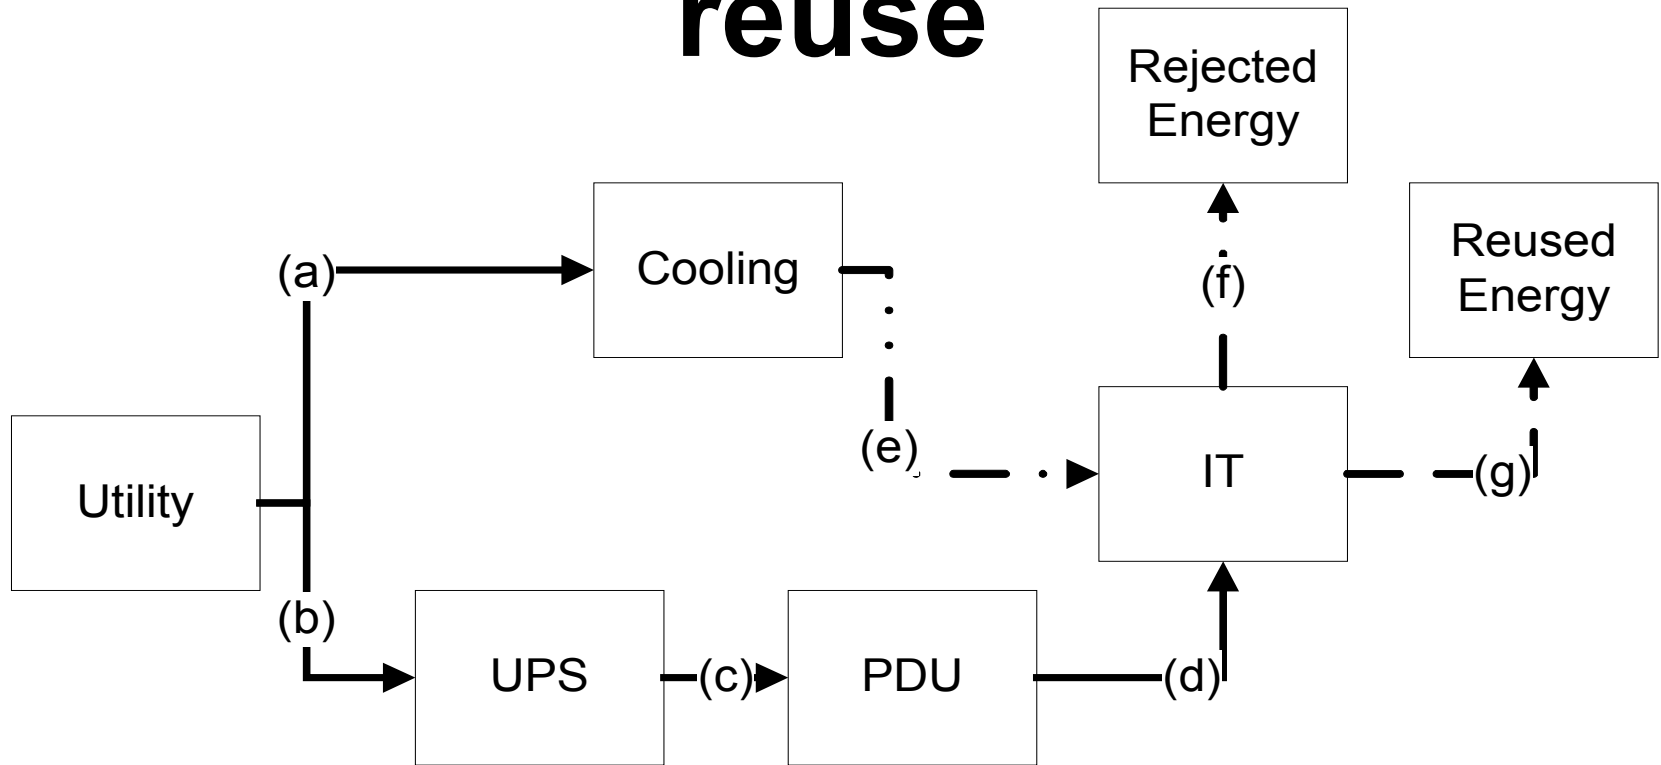 reuse
Rejected
Energy
Reused
Energy
(a)
Cooling
(f)
(e)
Utility
IT
(g)
(b)
UPS
(c)
PDU
(d)